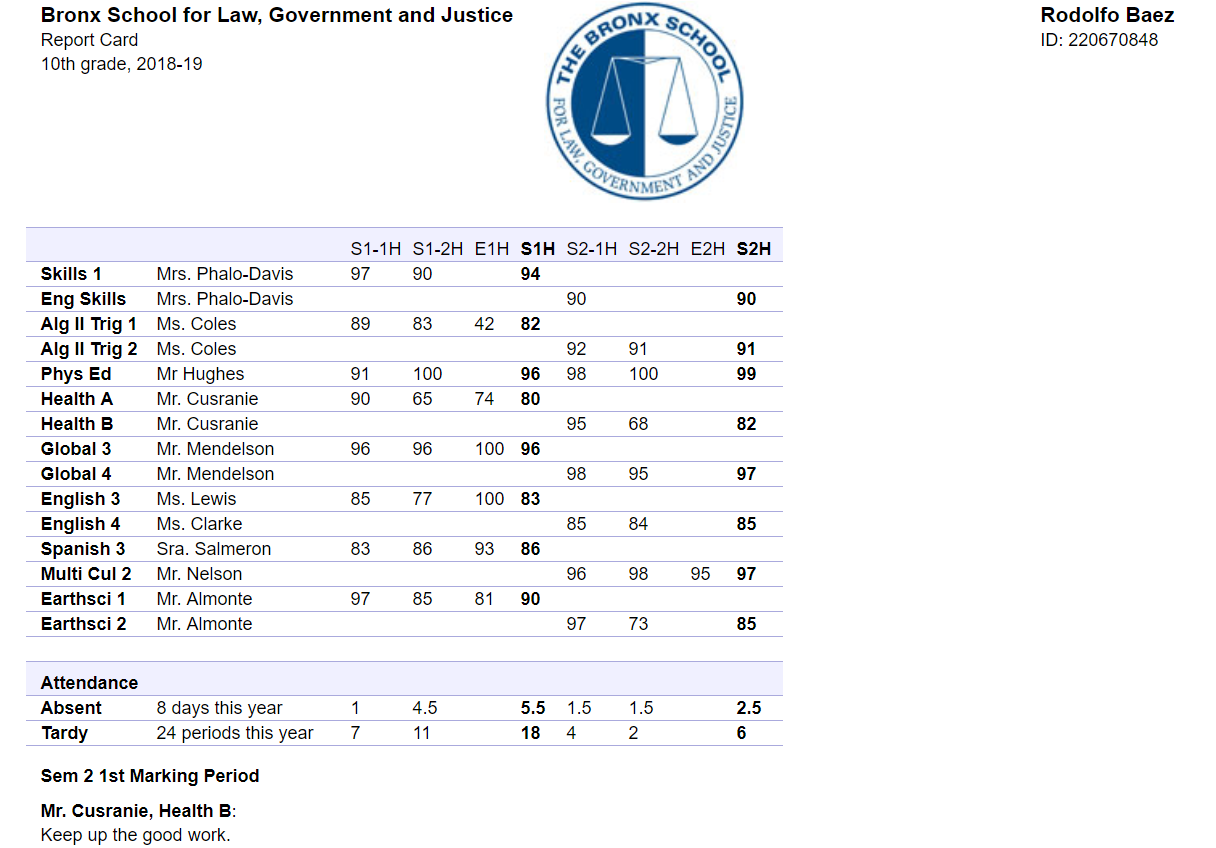 Bronx School for Law, Government and Justice
Report Card
10th grade, 2018-19
THE BRONX SCHOOL
FOR LAW, GOVERNMENT AND JUSTICE
Rodolfo Baez
ID: 220670848
S1-1H S1-2H E1H S1H S2-1H S2-2H E2H S2H
Skills 1 Mrs. Phalo-Davis 97 90 94
Eng Skills Mrs. Phalo-Davis 90 90
Alg II Trig 1 Ms. Coles 89 83 42 82
Alg II Trig 2 Ms. Coles 92 91 91
Phys Ed Mr Hughes 91 100 96 98 100 99
Health A Mr. Cusranie 90 65 74 80
Health B Mr. Cusranie 95 68 82
Global 3 Mr. Mendelson 96 96 100 96
Global 4 Mr. Mendelson 98 95 97
English 3 Ms. Lewis 85 77 100 83
English 4 Ms. Clarke 85 84 85
Spanish 3 Sra. Salmeron 83 86 93 86
Multi Cul 2 Mr. Nelson 96 98 95 97
Earthsci 1 Mr. Almonte 97 85 81 90
Earthsci 2 Mr. Almonte 97 73 85
Attendance
Absent 8 days this year 1 4.5 5.5 1.5 1.5 2.5
Tardy 24 periods this year 7 11 18 4 2 6
Sem 2 1st Marking Period
Mr. Cusranie, Health B:
Keep up the good work.